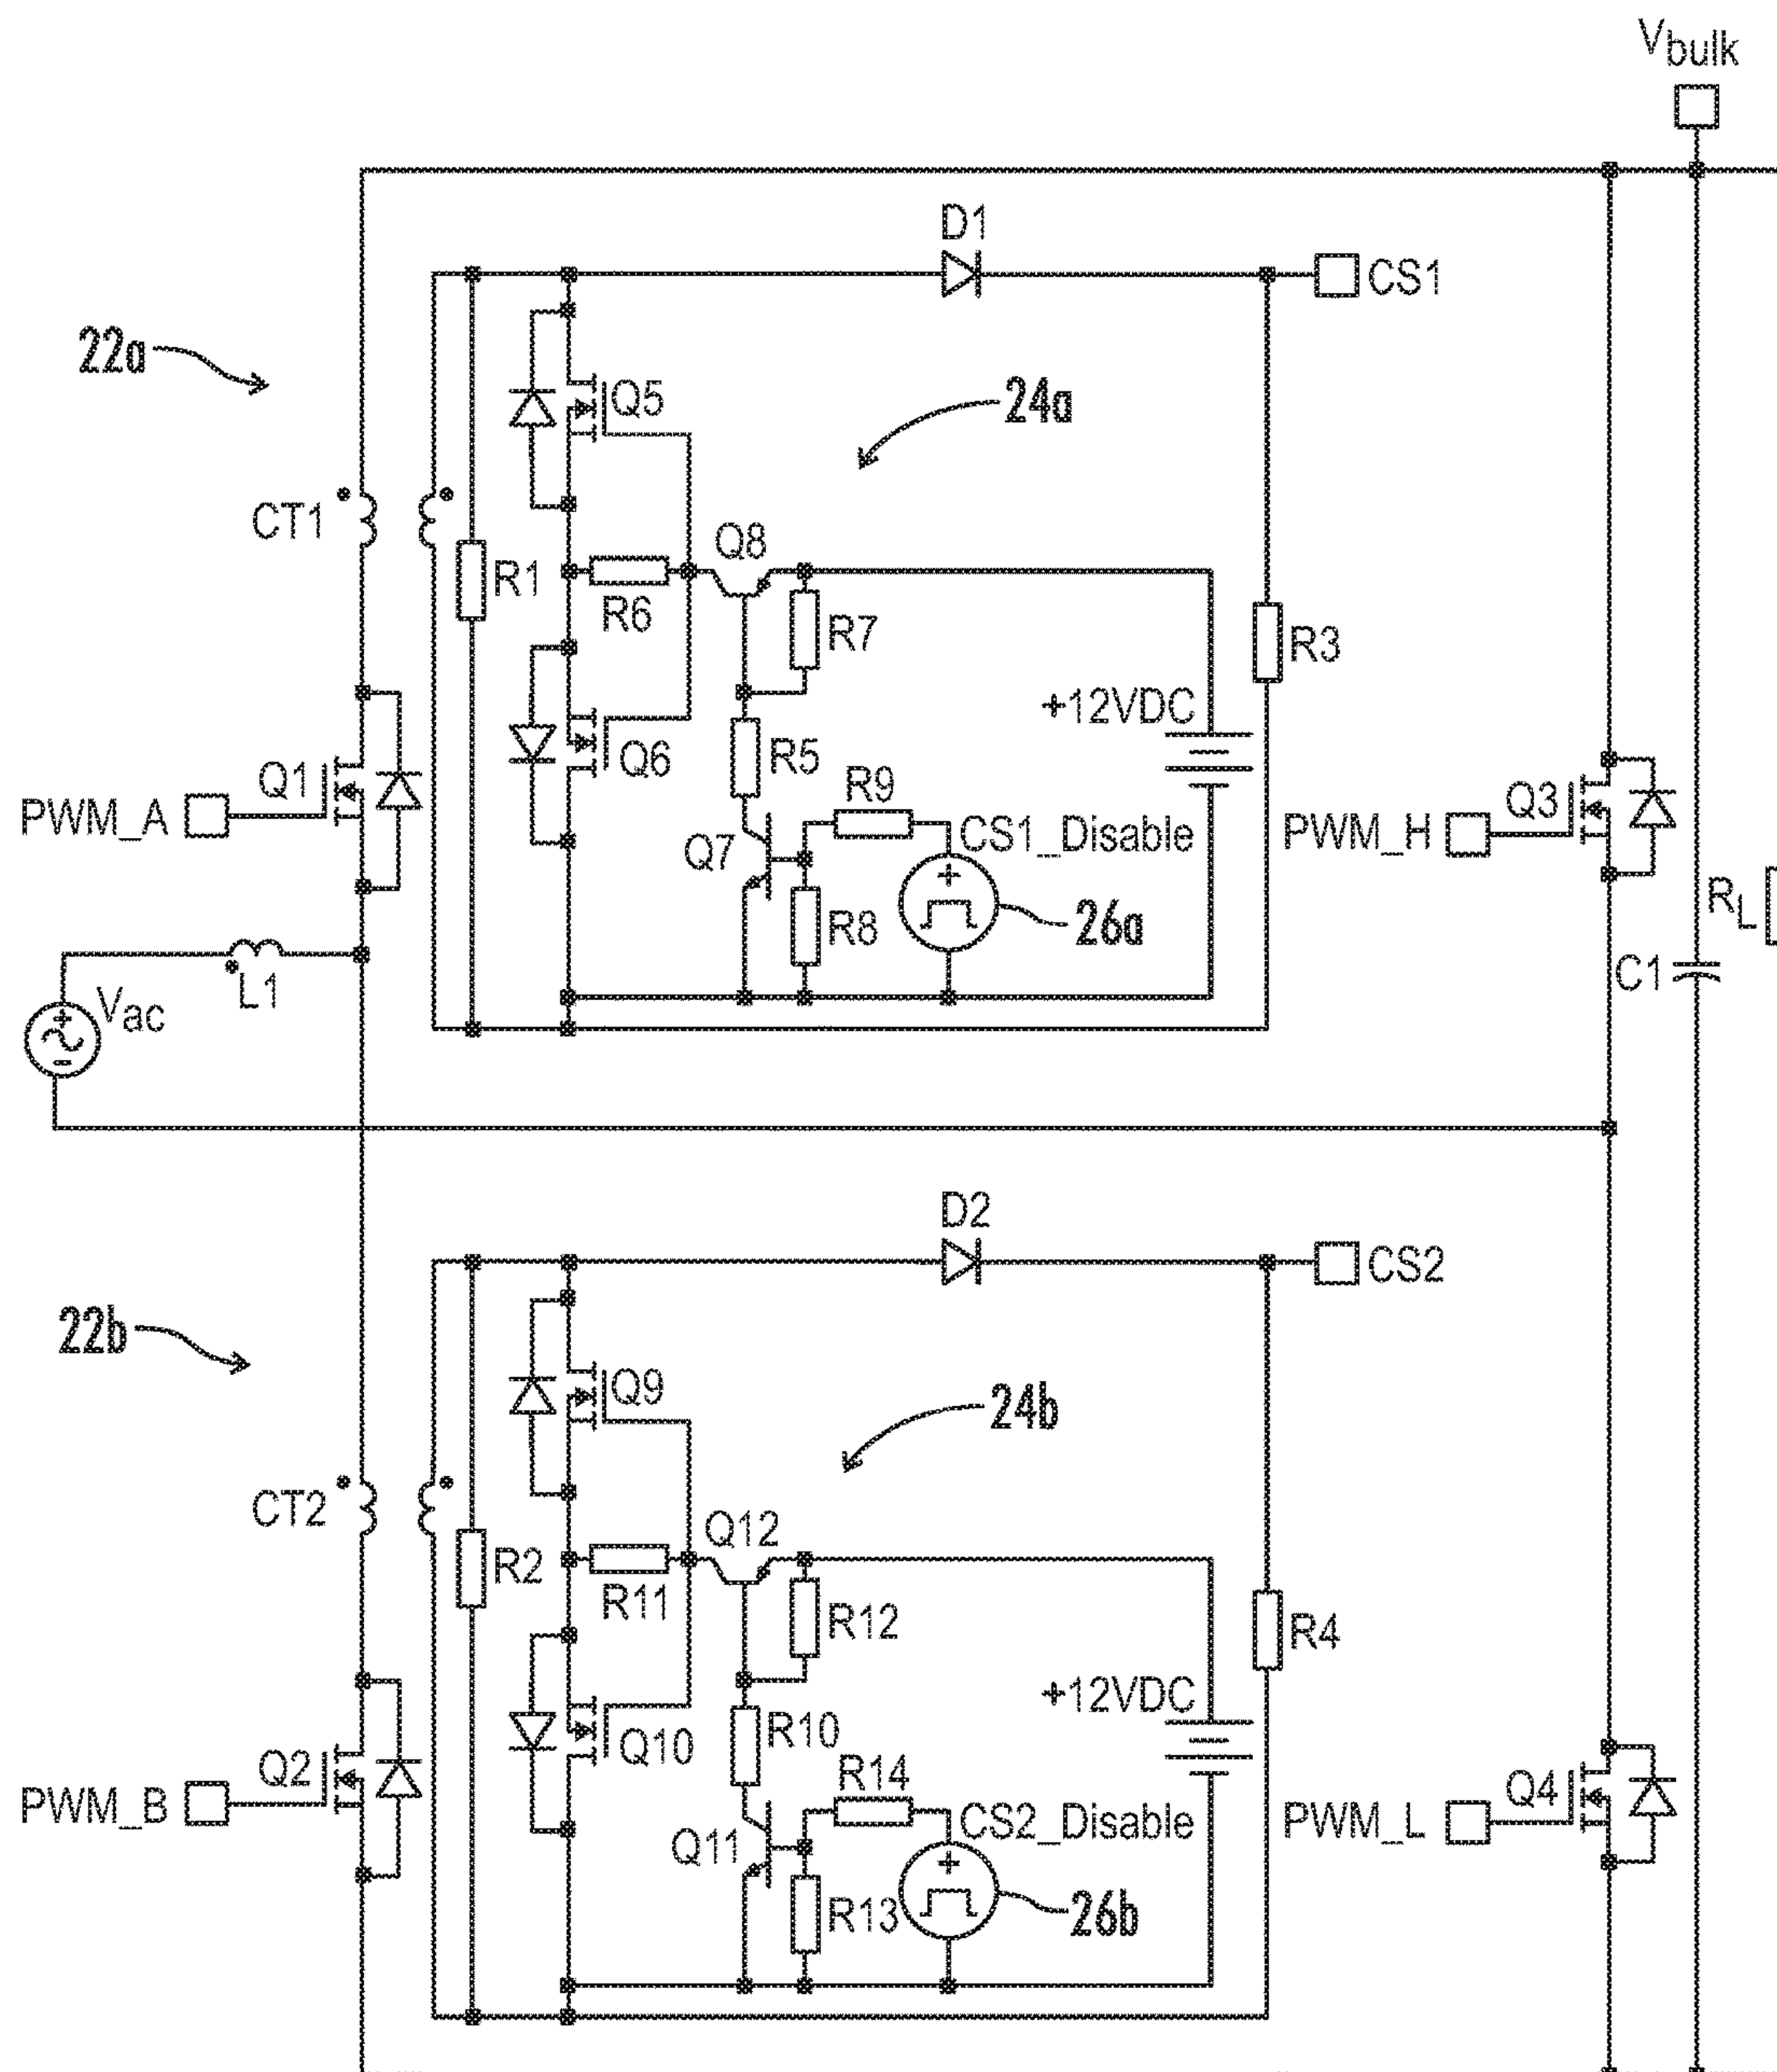 Vbulk
D1
CS1
22a
Q5
24a
CT1
R1
Q8
R6
R7
R3
+12VDC
Q6
R5
R9
Q1
PWM_A
Q7
CS1_Disable
PWM_H
Q3
R8
26a
RL
L1
C1
Vac
+
-
+
D2
CS2
22b
Q9
24b
CT2
R2
Q12
R11
R12
R4
+12VDC
Q10
R10
R14
Q2
PWM_B
Q11
CS2_Disable
PWM_L
Q4
+
R13
26b